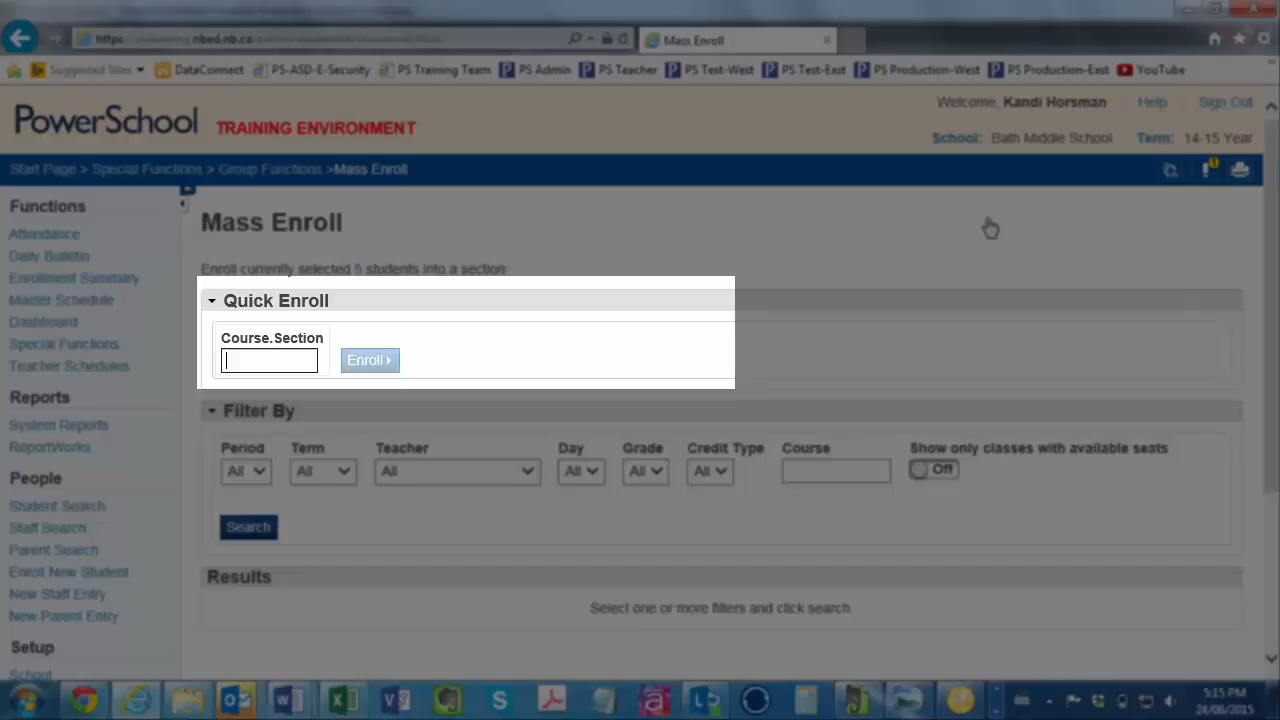 https nbed.nb.ca
Mass Enroll
Suggested Sites
DataConnect PS-ASD-E-Security PS Training Team PS Admin PS Teacher PS Test-West PS Test-East PS Production-West PS Production-East YouTube
PowerSchool TRAINING ENVIRONMENT
Welcome, Kandi Horsman Help Sign Out
School: Bath Middle School Term: 14-15 Year
Start Page > Special Functions > Group Functions >Mass Enroll
Functions
Attendance
Daily Bulletin
Enrollment Summary
Master Schedule
Dashboard
Special Functions
Teacher Schedules
Reports
System Reports
ReportWorks
People
Student Search
Staff Search
Parent Search
Enroll New Student
New Staff Entry
New Parent Entry
Setup
School
Mass Enroll
Enroll currently selected 5 students into a section:
Quick Enroll
Course.Section
Enroll
Filter By
Period Term Teacher Day Grade Credit Type Course Show only classes with available seats
All All All All All All Off
Search
Results
Select one or more filters and click search
5:15 PM
24/06/2015